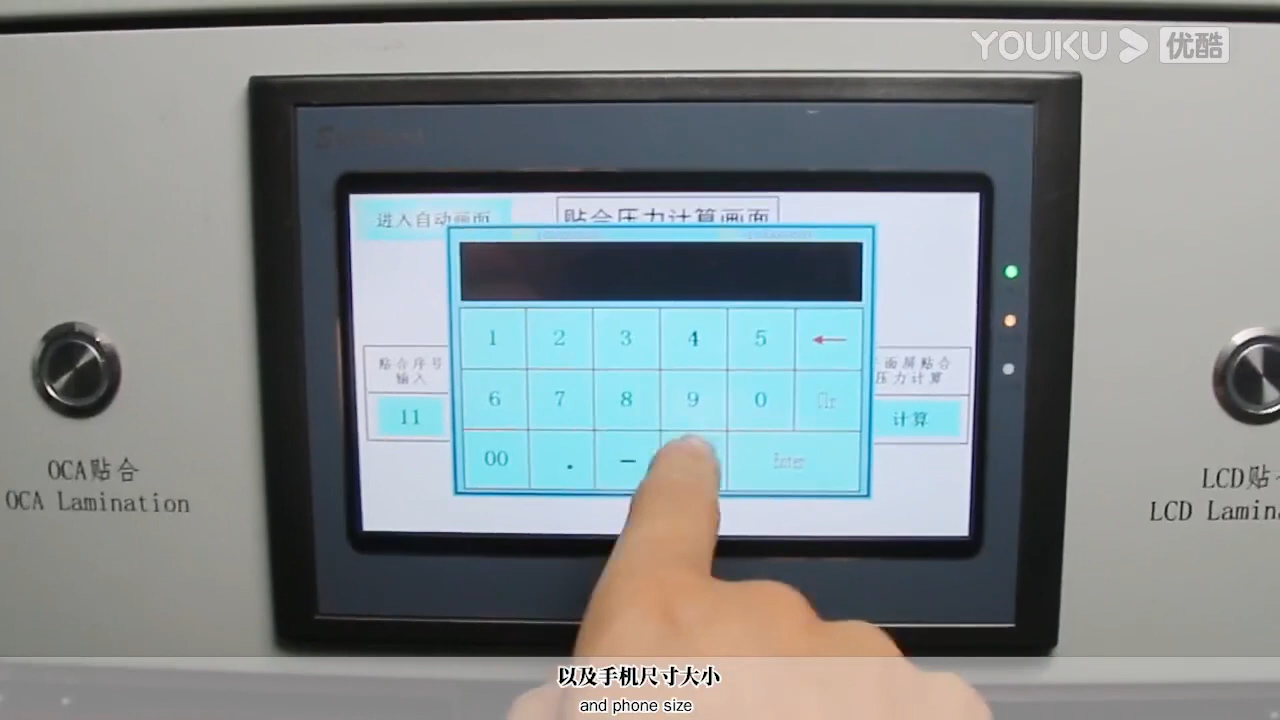 YOUKU 优酷
进入自动画面
贴合压力计算画面
1 2 3 4 5 ←
贴合序号
输入
面屏贴合
压力计算
6 7 8 9 0 Clr
11
计算
00 . - Enter
OCA贴合
OCA Lamination
LCD贴
LCD Lamin
以及手机尺寸大小
and phone size